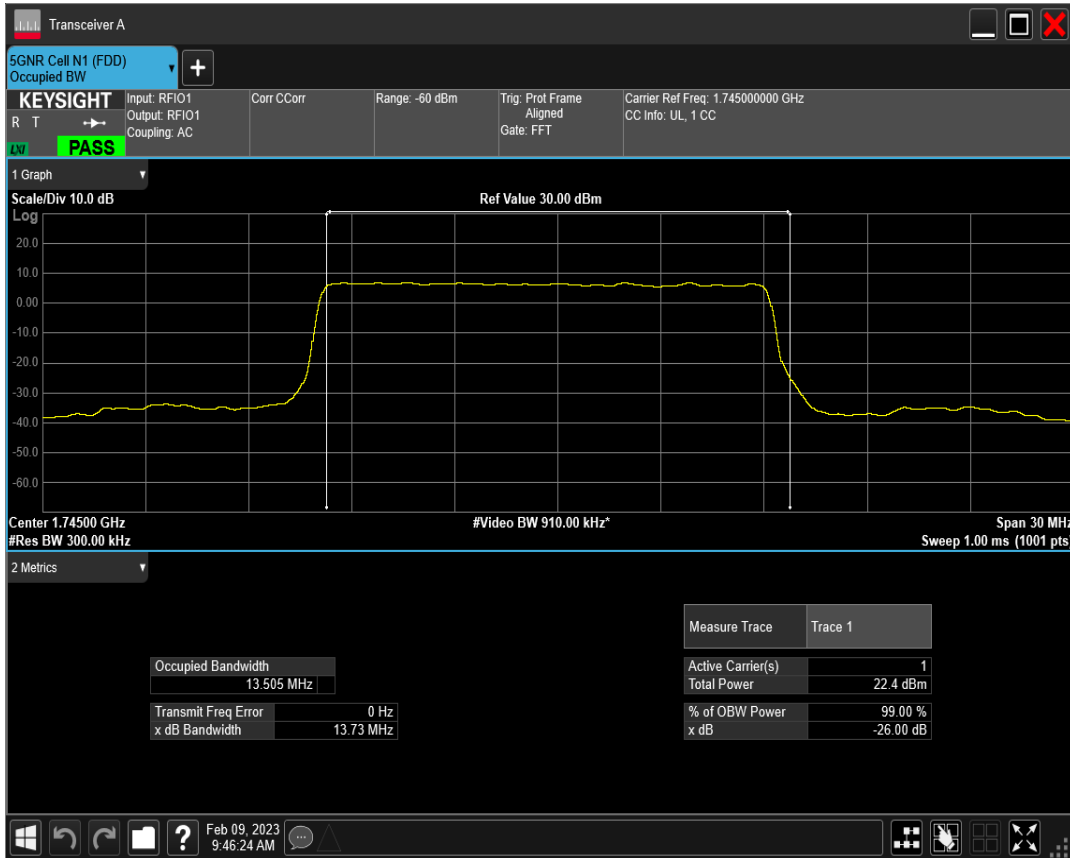 Transceiver A
5GNR Cell N1 (FDD)
Occupied BW
+
KEYSIGHT
R T
LXI
PASS
Input: RFIO1
Output: RFIO1
Coupling: AC
Corr CCorr
Range: -60 dBm
Trig: Prot Frame
Aligned
Gate: FFT
Carrier Ref Freq: 1.745000000 GHz
CC Info: UL, 1 CC
1 Graph
Scale/Div 10.0 dB
Ref Value 30.00 dBm
Log
20.0
10.0
0.00
-10.0
-20.0
-30.0
-40.0
-50.0
-60.0
Center 1.74500 GHz
#Video BW 910.00 kHz*
Span 30 MHz
#Res BW 300.00 kHz
Sweep 1.00 ms (1001 pts)
2 Metrics
Measure Trace Trace 1
Occupied Bandwidth
13.505 MHz
Active Carrier(s) 1
Total Power 22.4 dBm
Transmit Freq Error 0 Hz
x dB Bandwidth 13.73 MHz
% of OBW Power 99.00 %
x dB -26.00 dB
?
Feb 09, 2023
9:46:24 AM